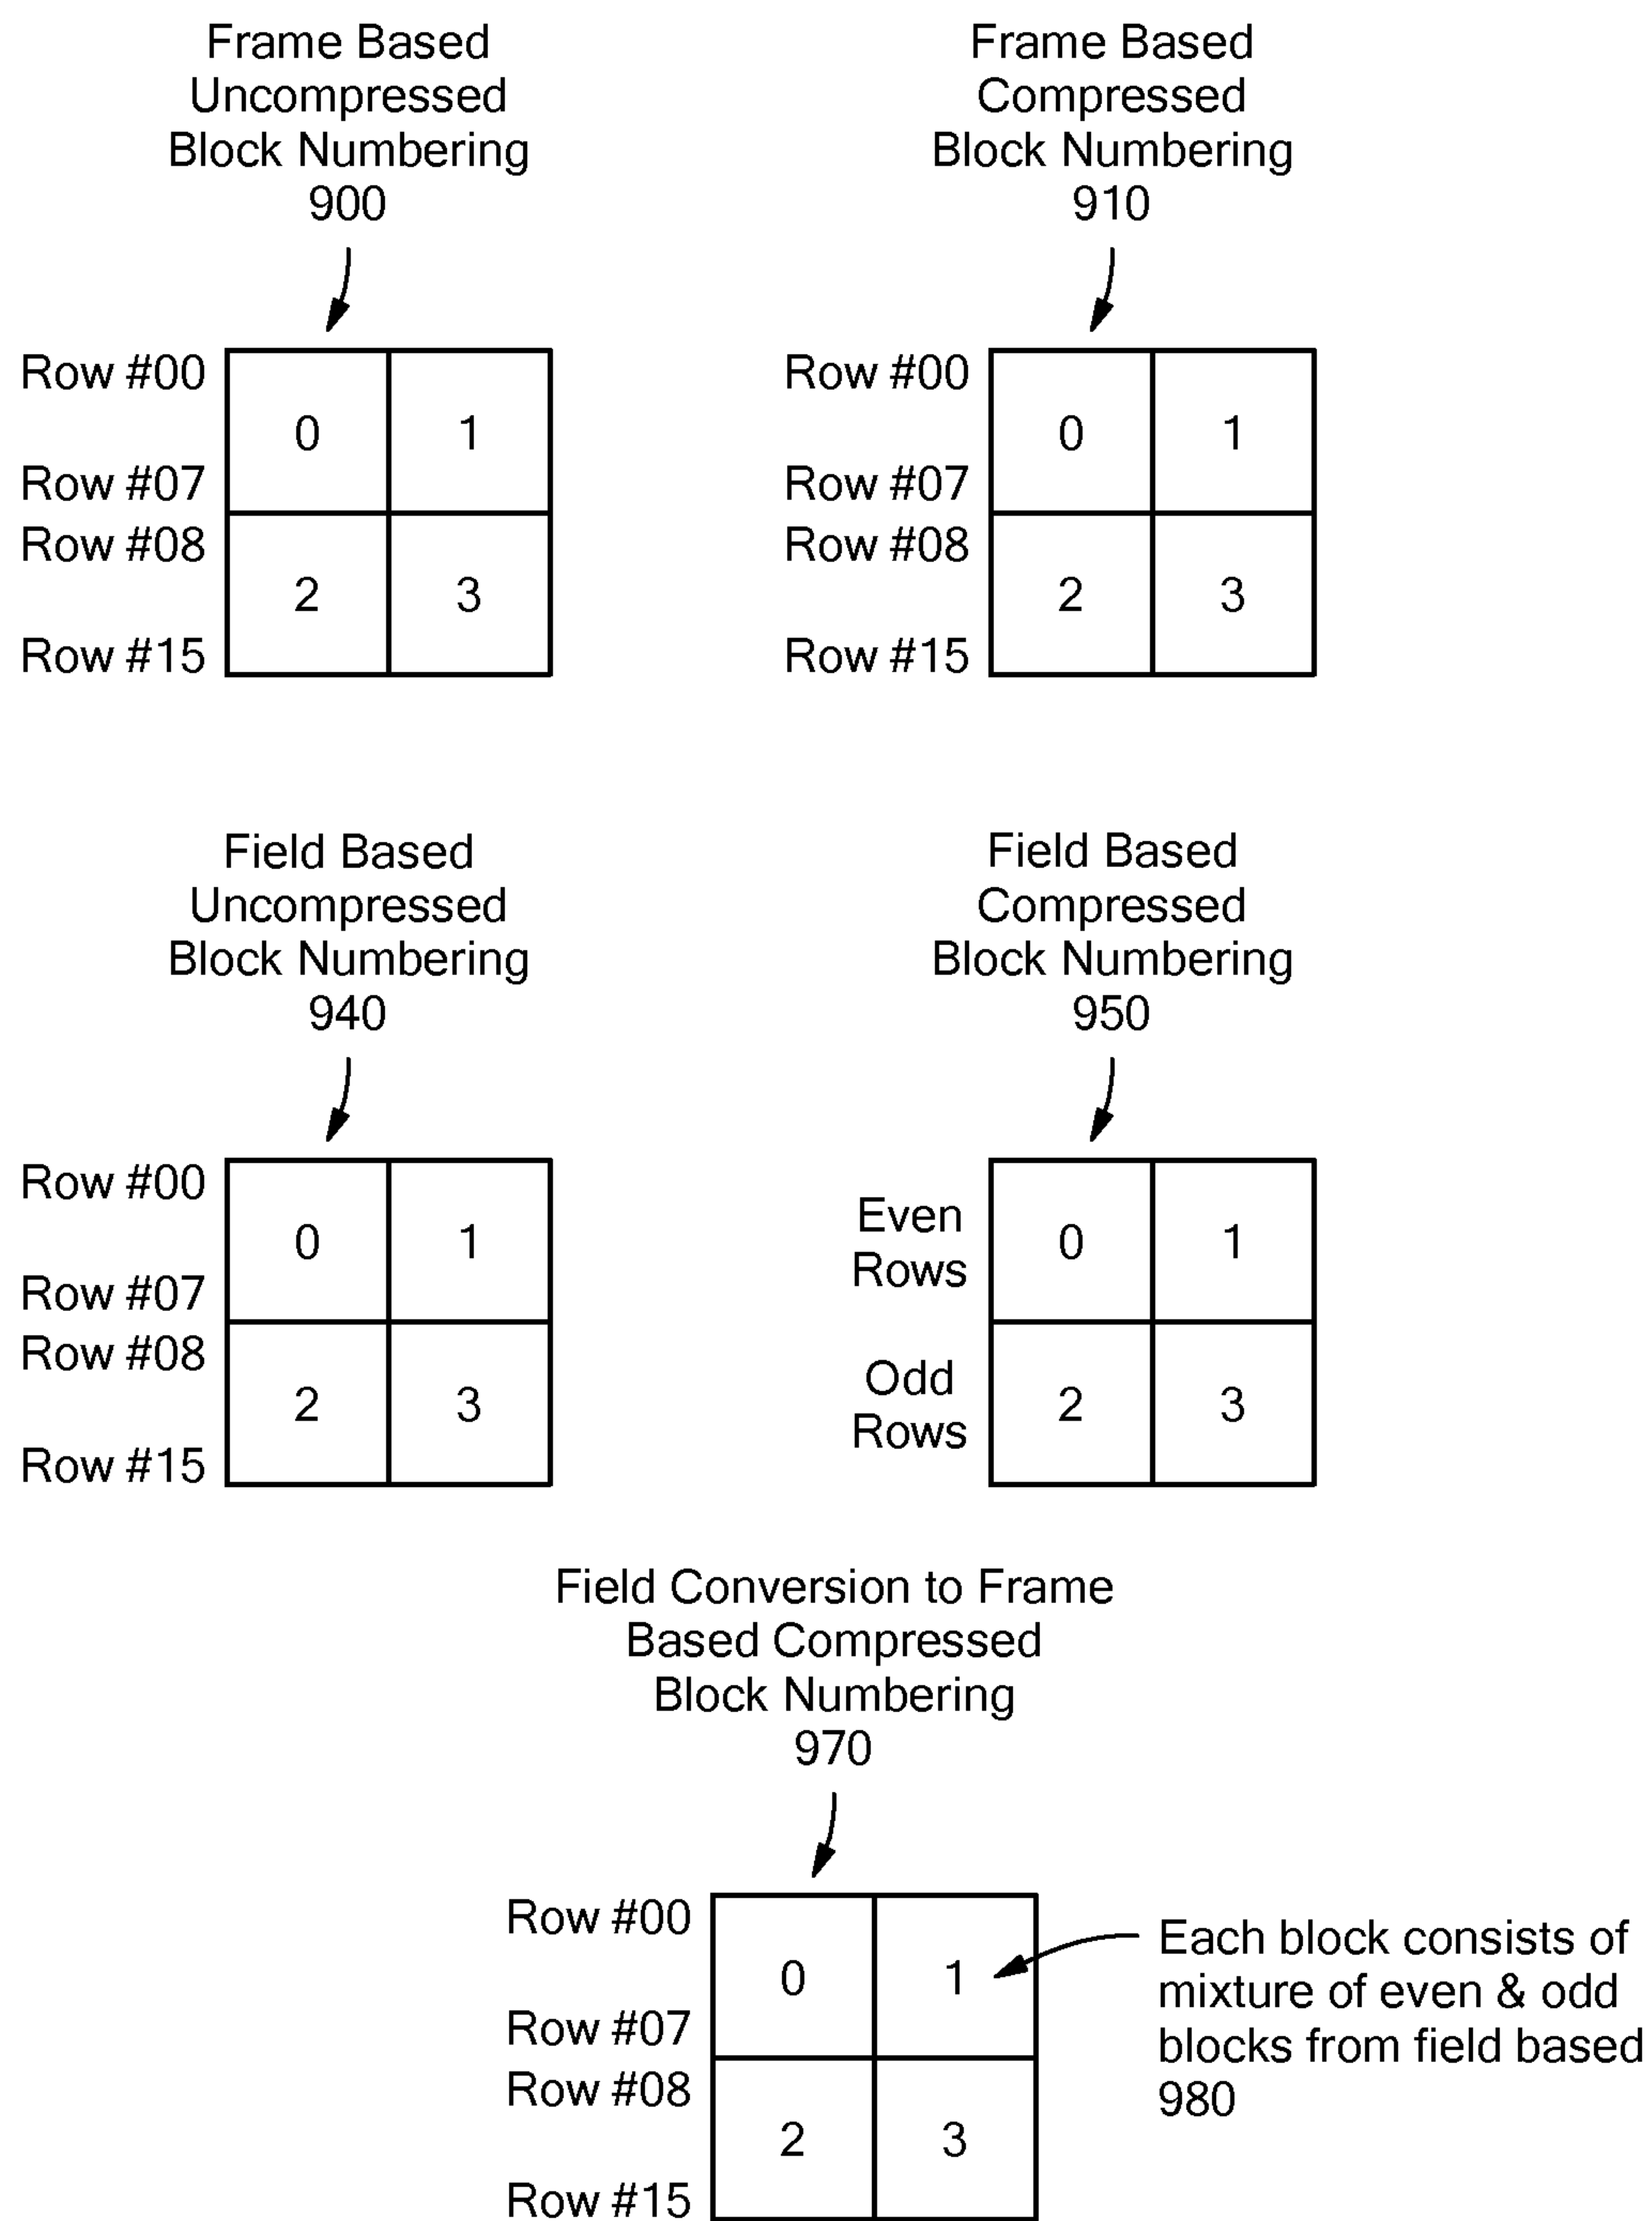 Frame Based
Uncompressed
Block Numbering
900
Row #00
0 1
Row #07
Row #08
2 3
Row #15
Frame Based
Compressed
Block Numbering
910
Row #00
0 1
Row #07
Row #08
2 3
Row #15
Field Based
Uncompressed
Block Numbering
940
Row #00
0 1
Row #07
Row #08
2 3
Row #15
Field Based
Compressed
Block Numbering
950
Even
Rows
0 1
Odd
Rows
2 3
Field Conversion to Frame
Based Compressed
Block Numbering
970
Row #00
0 1
Row #07
Row #08
2 3
Row #15
Each block consists of
mixture of even & odd
blocks from field based
980